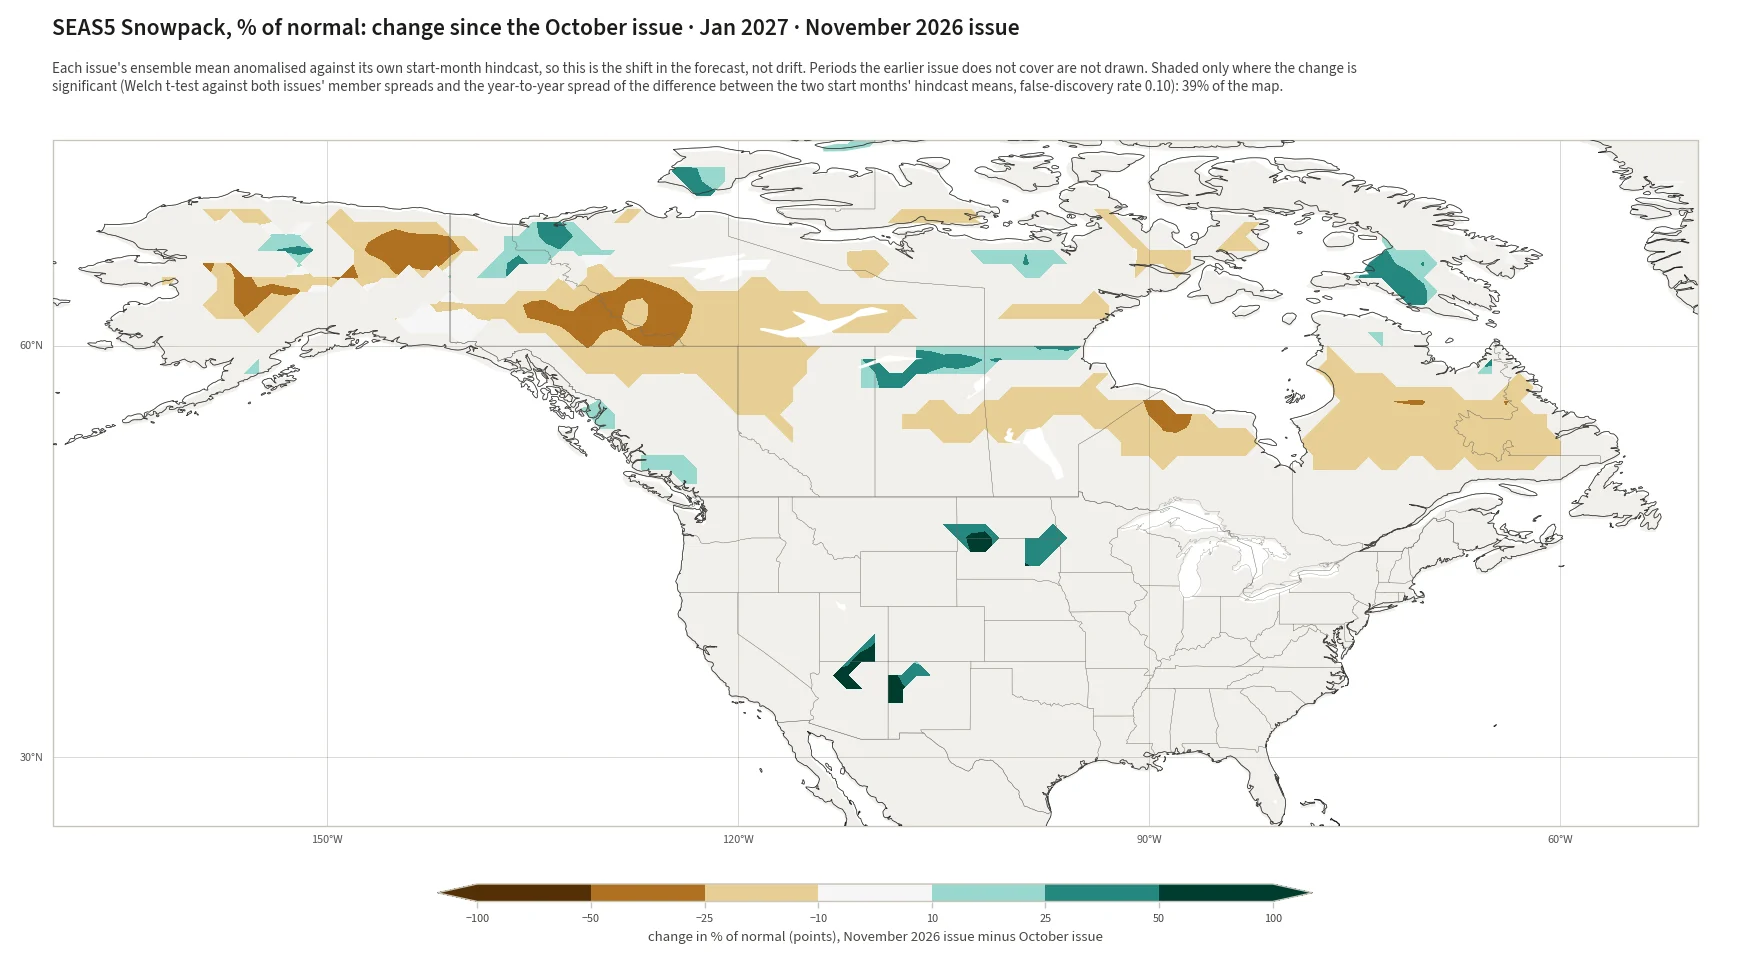 SEAS5 Snowpack, % of normal: change since the October issue · Jan 2027 · November 2026 issue
Each issue's ensemble mean anomalised against its own start-month hindcast, so this is the shift in the forecast, not drift. Periods the earlier issue does not cover are not drawn. Shaded only where the change is
significant (Welch t-test against both issues' member spreads and the year-to-year spread of the difference between the two start months' hindcast means, false-discovery rate 0.10): 39% of the map.
60°N
30°N
150°W 120°W 90°W 60°W
−100 −50 −25 −10 10 25 50 100
change in % of normal (points), November 2026 issue minus October issue